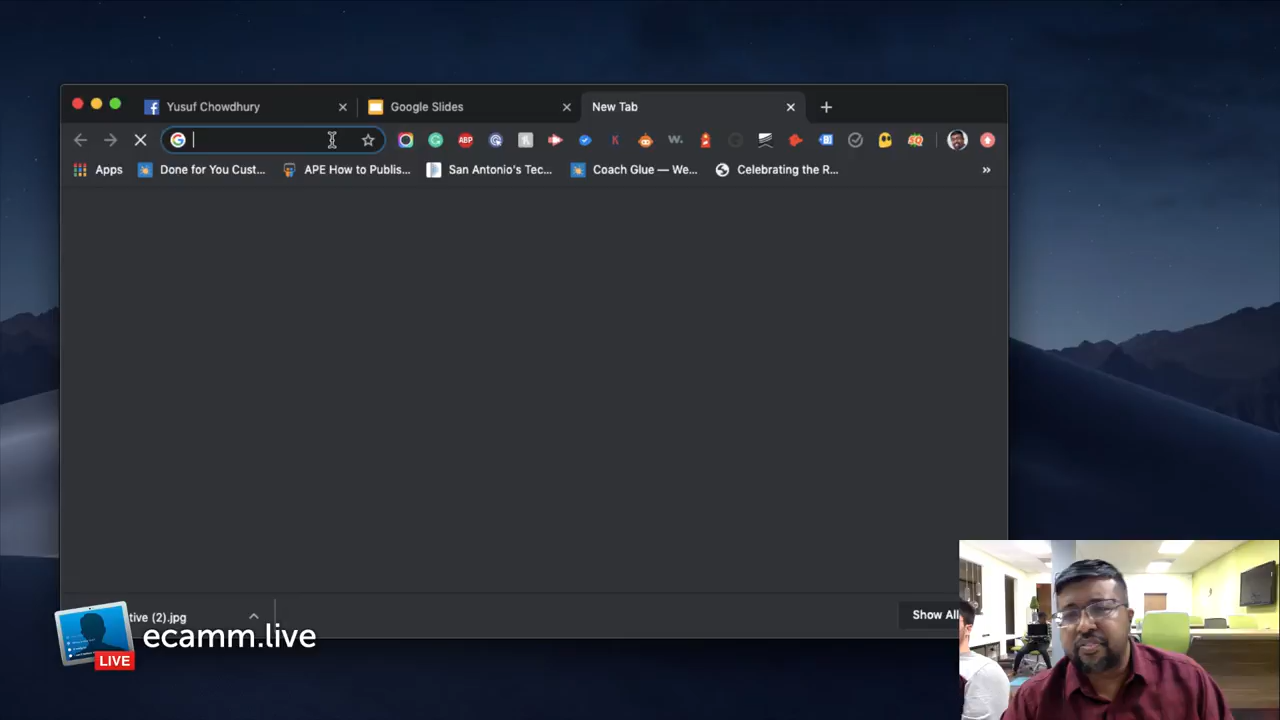 Yusuf Chowdhury
Google Slides
New Tab
ABP
Apps
Done for You Cust...
APE How to Publis...
San Antonio's Tec...
Coach Glue — We...
Celebrating the R...
»
tive (2).jpg
Show All
ecamm.live
LIVE